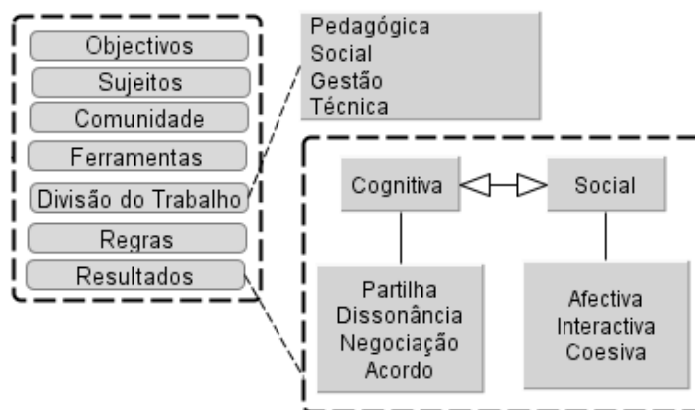 Objectivos
Sujeitos
Comunidade
Ferramentas
Divisão do Trabalho
Regras
Resultados
Pedagógica
Social
Gestão
Técnica
Cognitiva
Social
Partilha
Dissonância
Negociação
Acordo
Afectiva
Interactiva
Coesiva